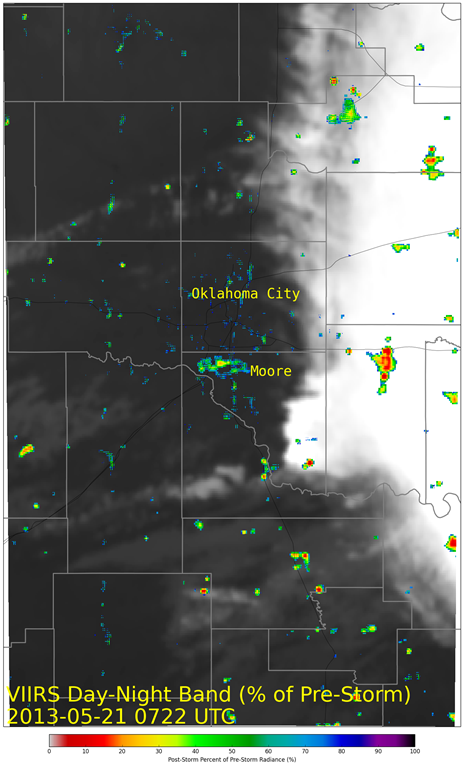 Oklahoma City
Moore
VIIRS Day-Night Band (% of Pre-Storm)
2013-05-21 0722 UTC
0 10 20 30 40 50 60 70 80 90 100
Post-Storm Percent of Pre-Storm Radiance (%)